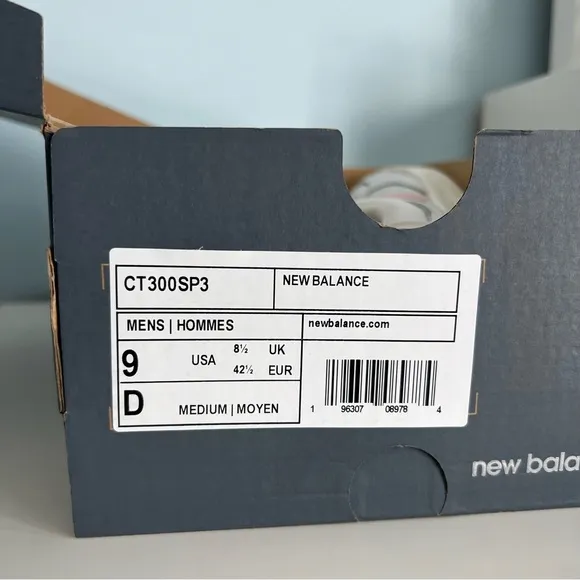 CT300SP3
NEW BALANCE
MENS | HOMMES
newbalance.com
9 USA 8½ UK
42½ EUR
D MEDIUM | MOYEN
1 96307 08978 4
new bala